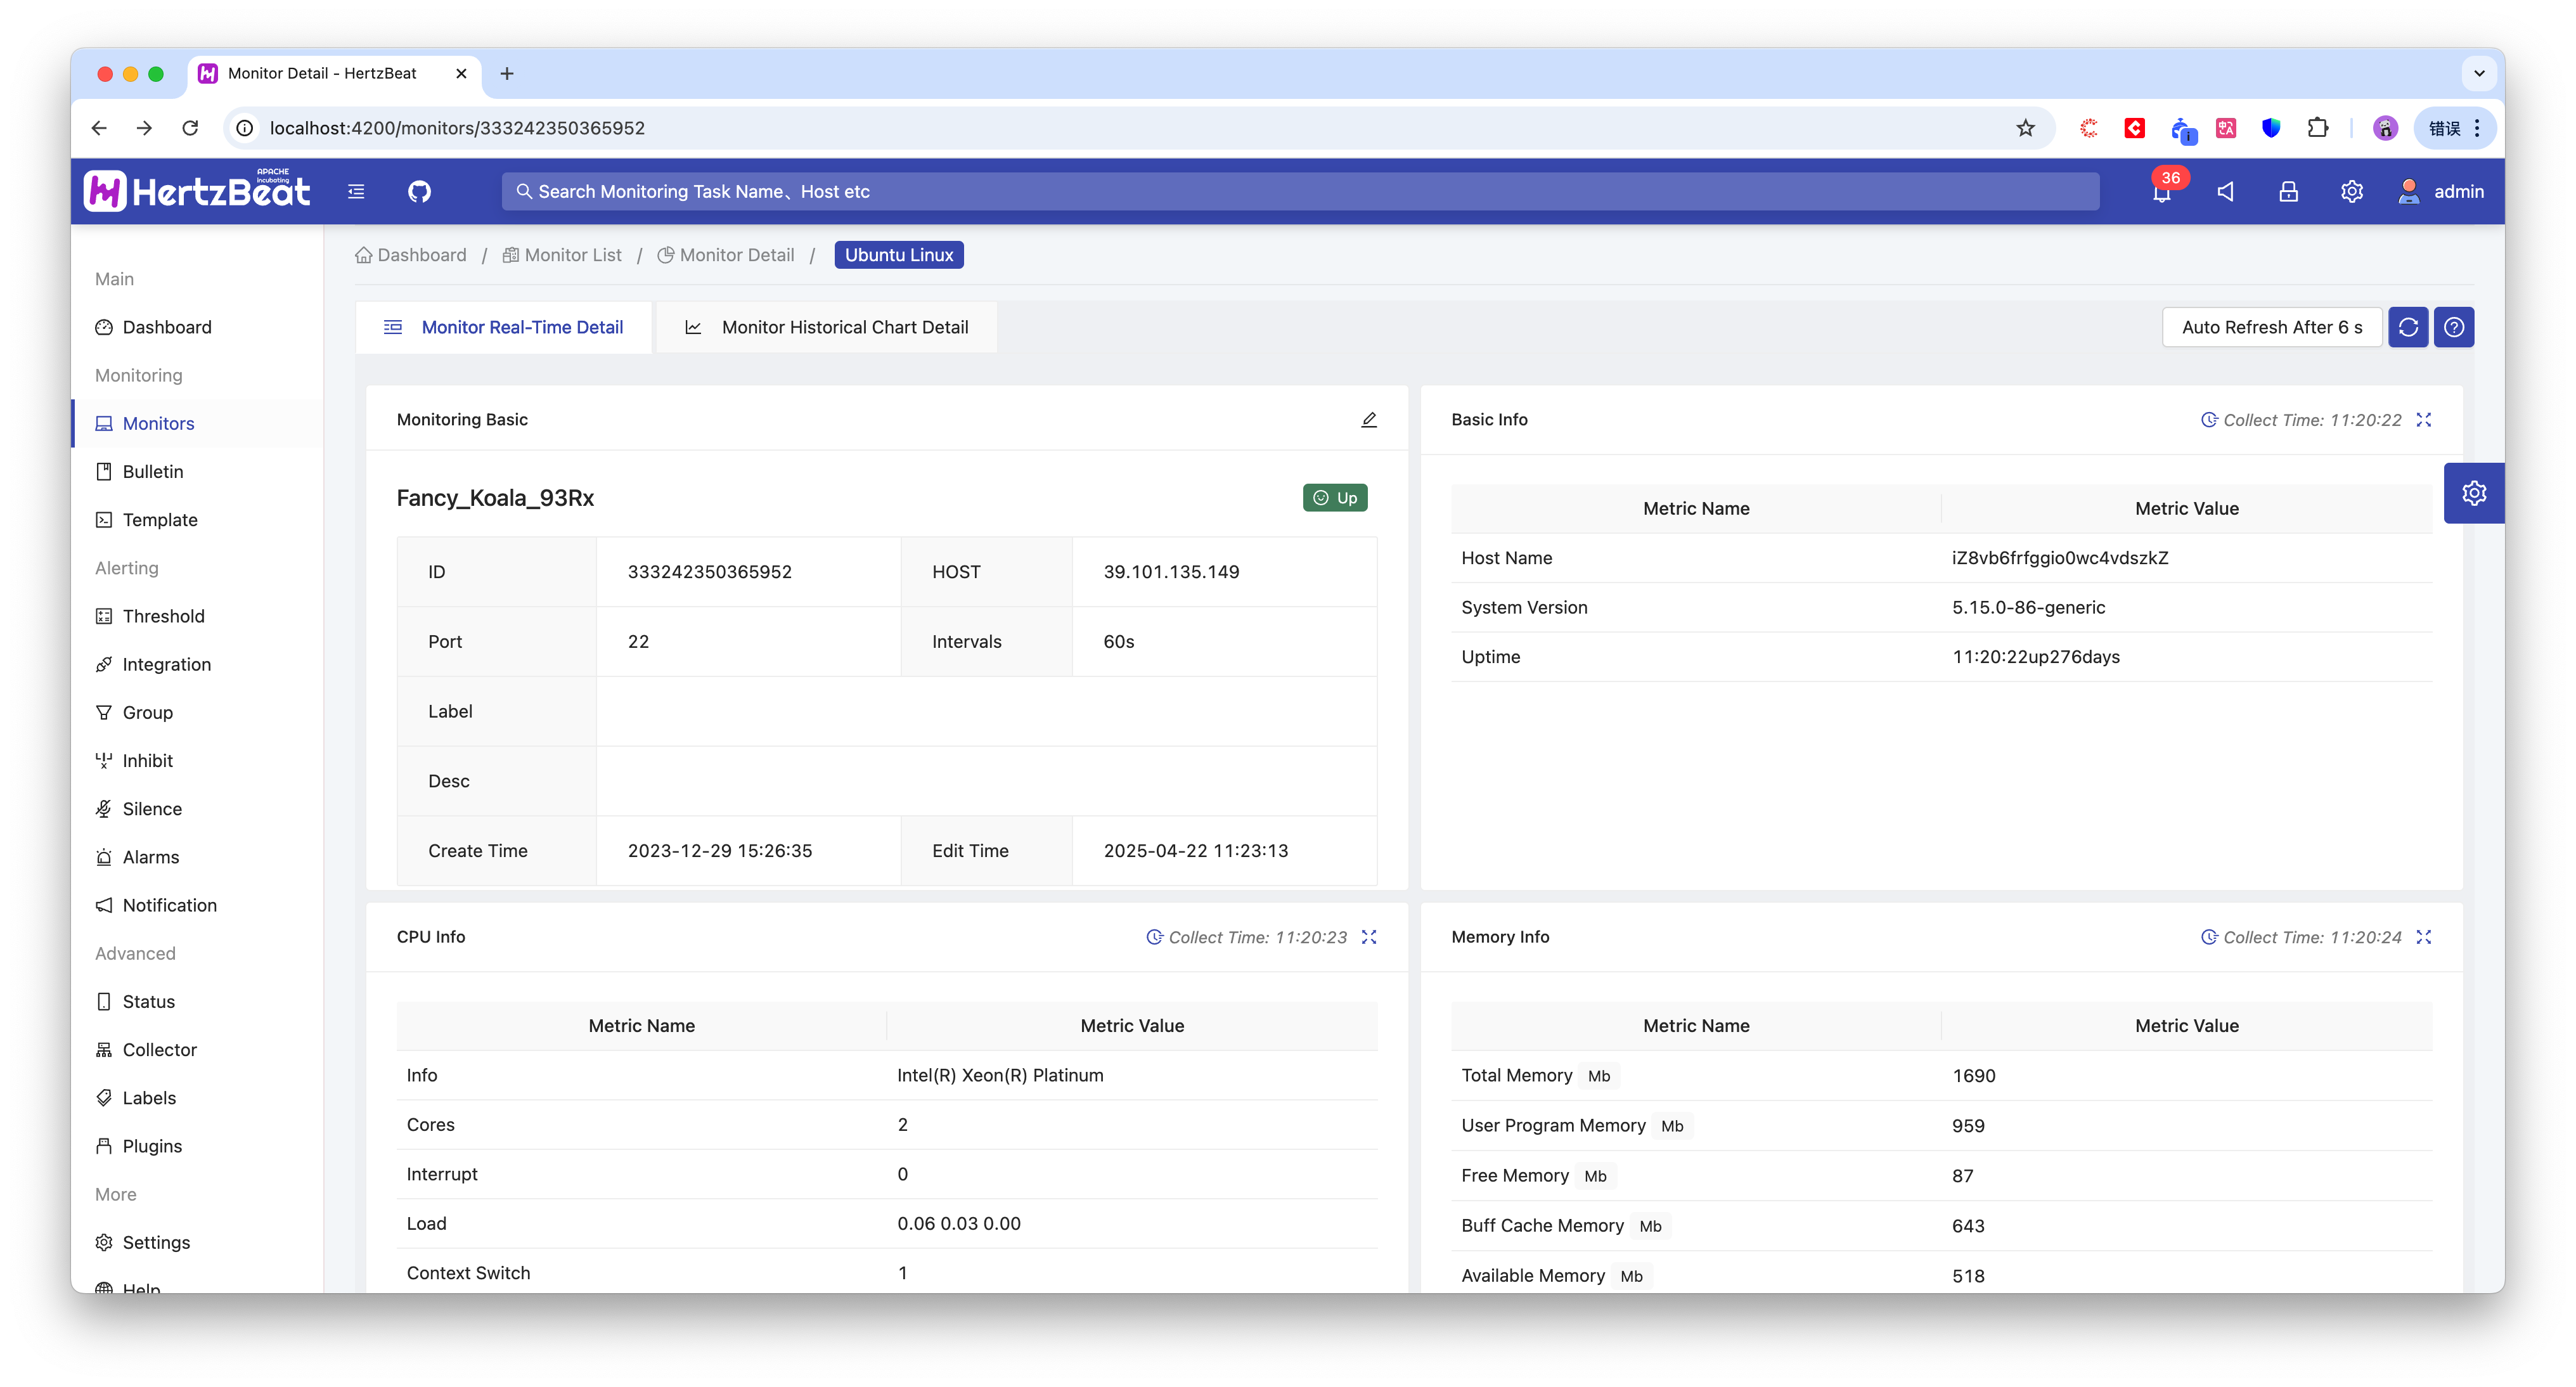 Monitor Detail - HertzBeat
localhost:4200/monitors/333242350365952
错误
APACHE
incubating
HertzBeat
Search Monitoring Task Name、Host etc
36
admin
Main
Dashboard
Monitoring
Monitors
Bulletin
Template
Alerting
Threshold
Integration
Group
Inhibit
Silence
Alarms
Notification
Advanced
Status
Collector
Labels
Plugins
More
Settings
Help
Dashboard / Monitor List / Monitor Detail / Ubuntu Linux
Monitor Real-Time Detail
Monitor Historical Chart Detail
Auto Refresh After 6 s
Monitoring Basic
Fancy_Koala_93Rx
Up
ID 333242350365952 HOST 39.101.135.149
Port 22 Intervals 60s
Label
Desc
Create Time 2023-12-29 15:26:35 Edit Time 2025-04-22 11:23:13
Basic Info
Collect Time: 11:20:22
Metric Name Metric Value
Host Name iZ8vb6frfggio0wc4vdszkZ
System Version 5.15.0-86-generic
Uptime 11:20:22up276days
CPU Info
Collect Time: 11:20:23
Metric Name Metric Value
Info Intel(R) Xeon(R) Platinum
Cores 2
Interrupt 0
Load 0.06 0.03 0.00
Context Switch 1
Memory Info
Collect Time: 11:20:24
Metric Name Metric Value
Total Memory Mb 1690
User Program Memory Mb 959
Free Memory Mb 87
Buff Cache Memory Mb 643
Available Memory Mb 518